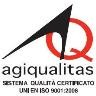 agiqualitas
SISTEMA QUALITÀ CERTIFICATO
UNI EN ISO 9001:2008